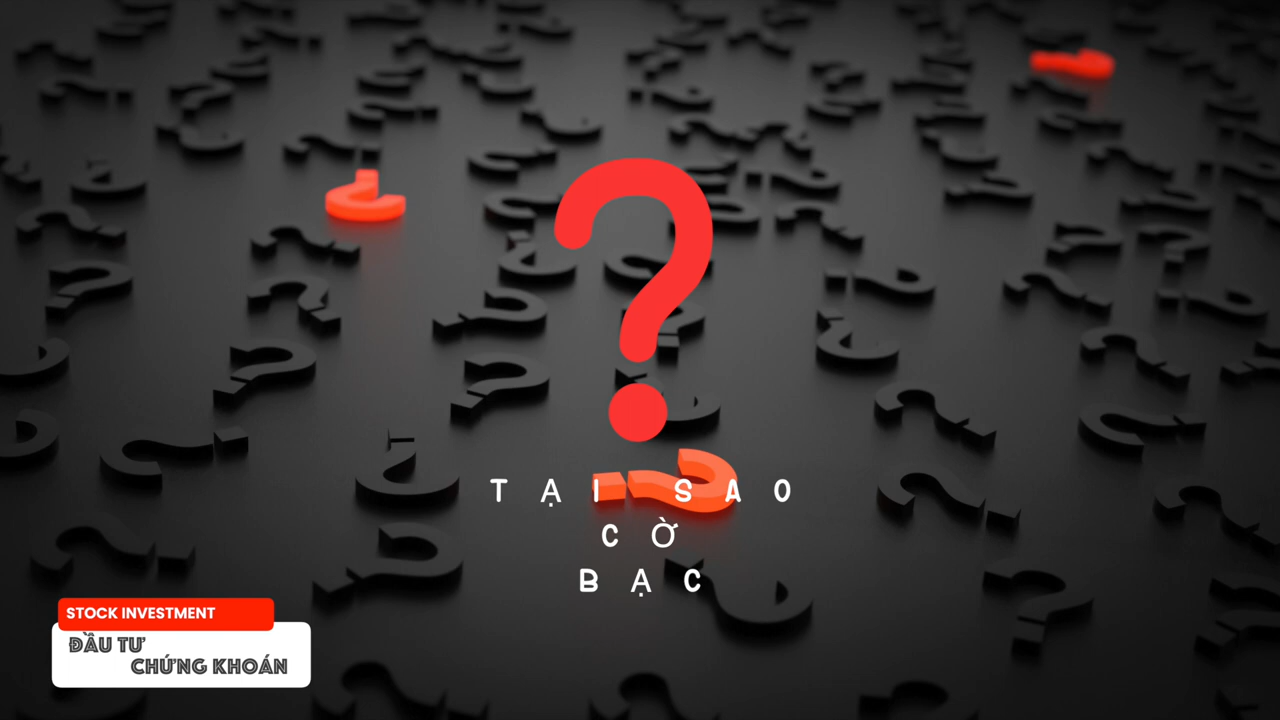 ?
TẠI SAO
CỜ
BẠC
STOCK INVESTMENT
ĐẦU TƯ
CHỨNG KHOÁN